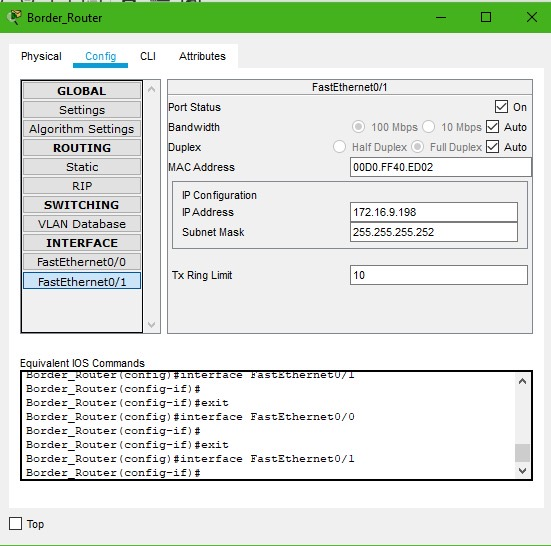 Border_Router
Physical Config CLI Attributes
GLOBAL
Settings
Algorithm Settings
ROUTING
Static
RIP
SWITCHING
VLAN Database
INTERFACE
FastEthernet0/0
FastEthernet0/1
FastEthernet0/1
Port Status On
Bandwidth 100 Mbps 10 Mbps Auto
Duplex Half Duplex Full Duplex Auto
MAC Address 00D0.FF40.ED02
IP Configuration
IP Address 172.16.9.198
Subnet Mask 255.255.255.252
Tx Ring Limit 10
Equivalent IOS Commands
Border_Router(config)#interface FastEthernet0/1
Border_Router(config-if)#
Border_Router(config-if)#exit
Border_Router(config)#interface FastEthernet0/0
Border_Router(config-if)#
Border_Router(config-if)#exit
Border_Router(config)#interface FastEthernet0/1
Border_Router(config-if)#
Top